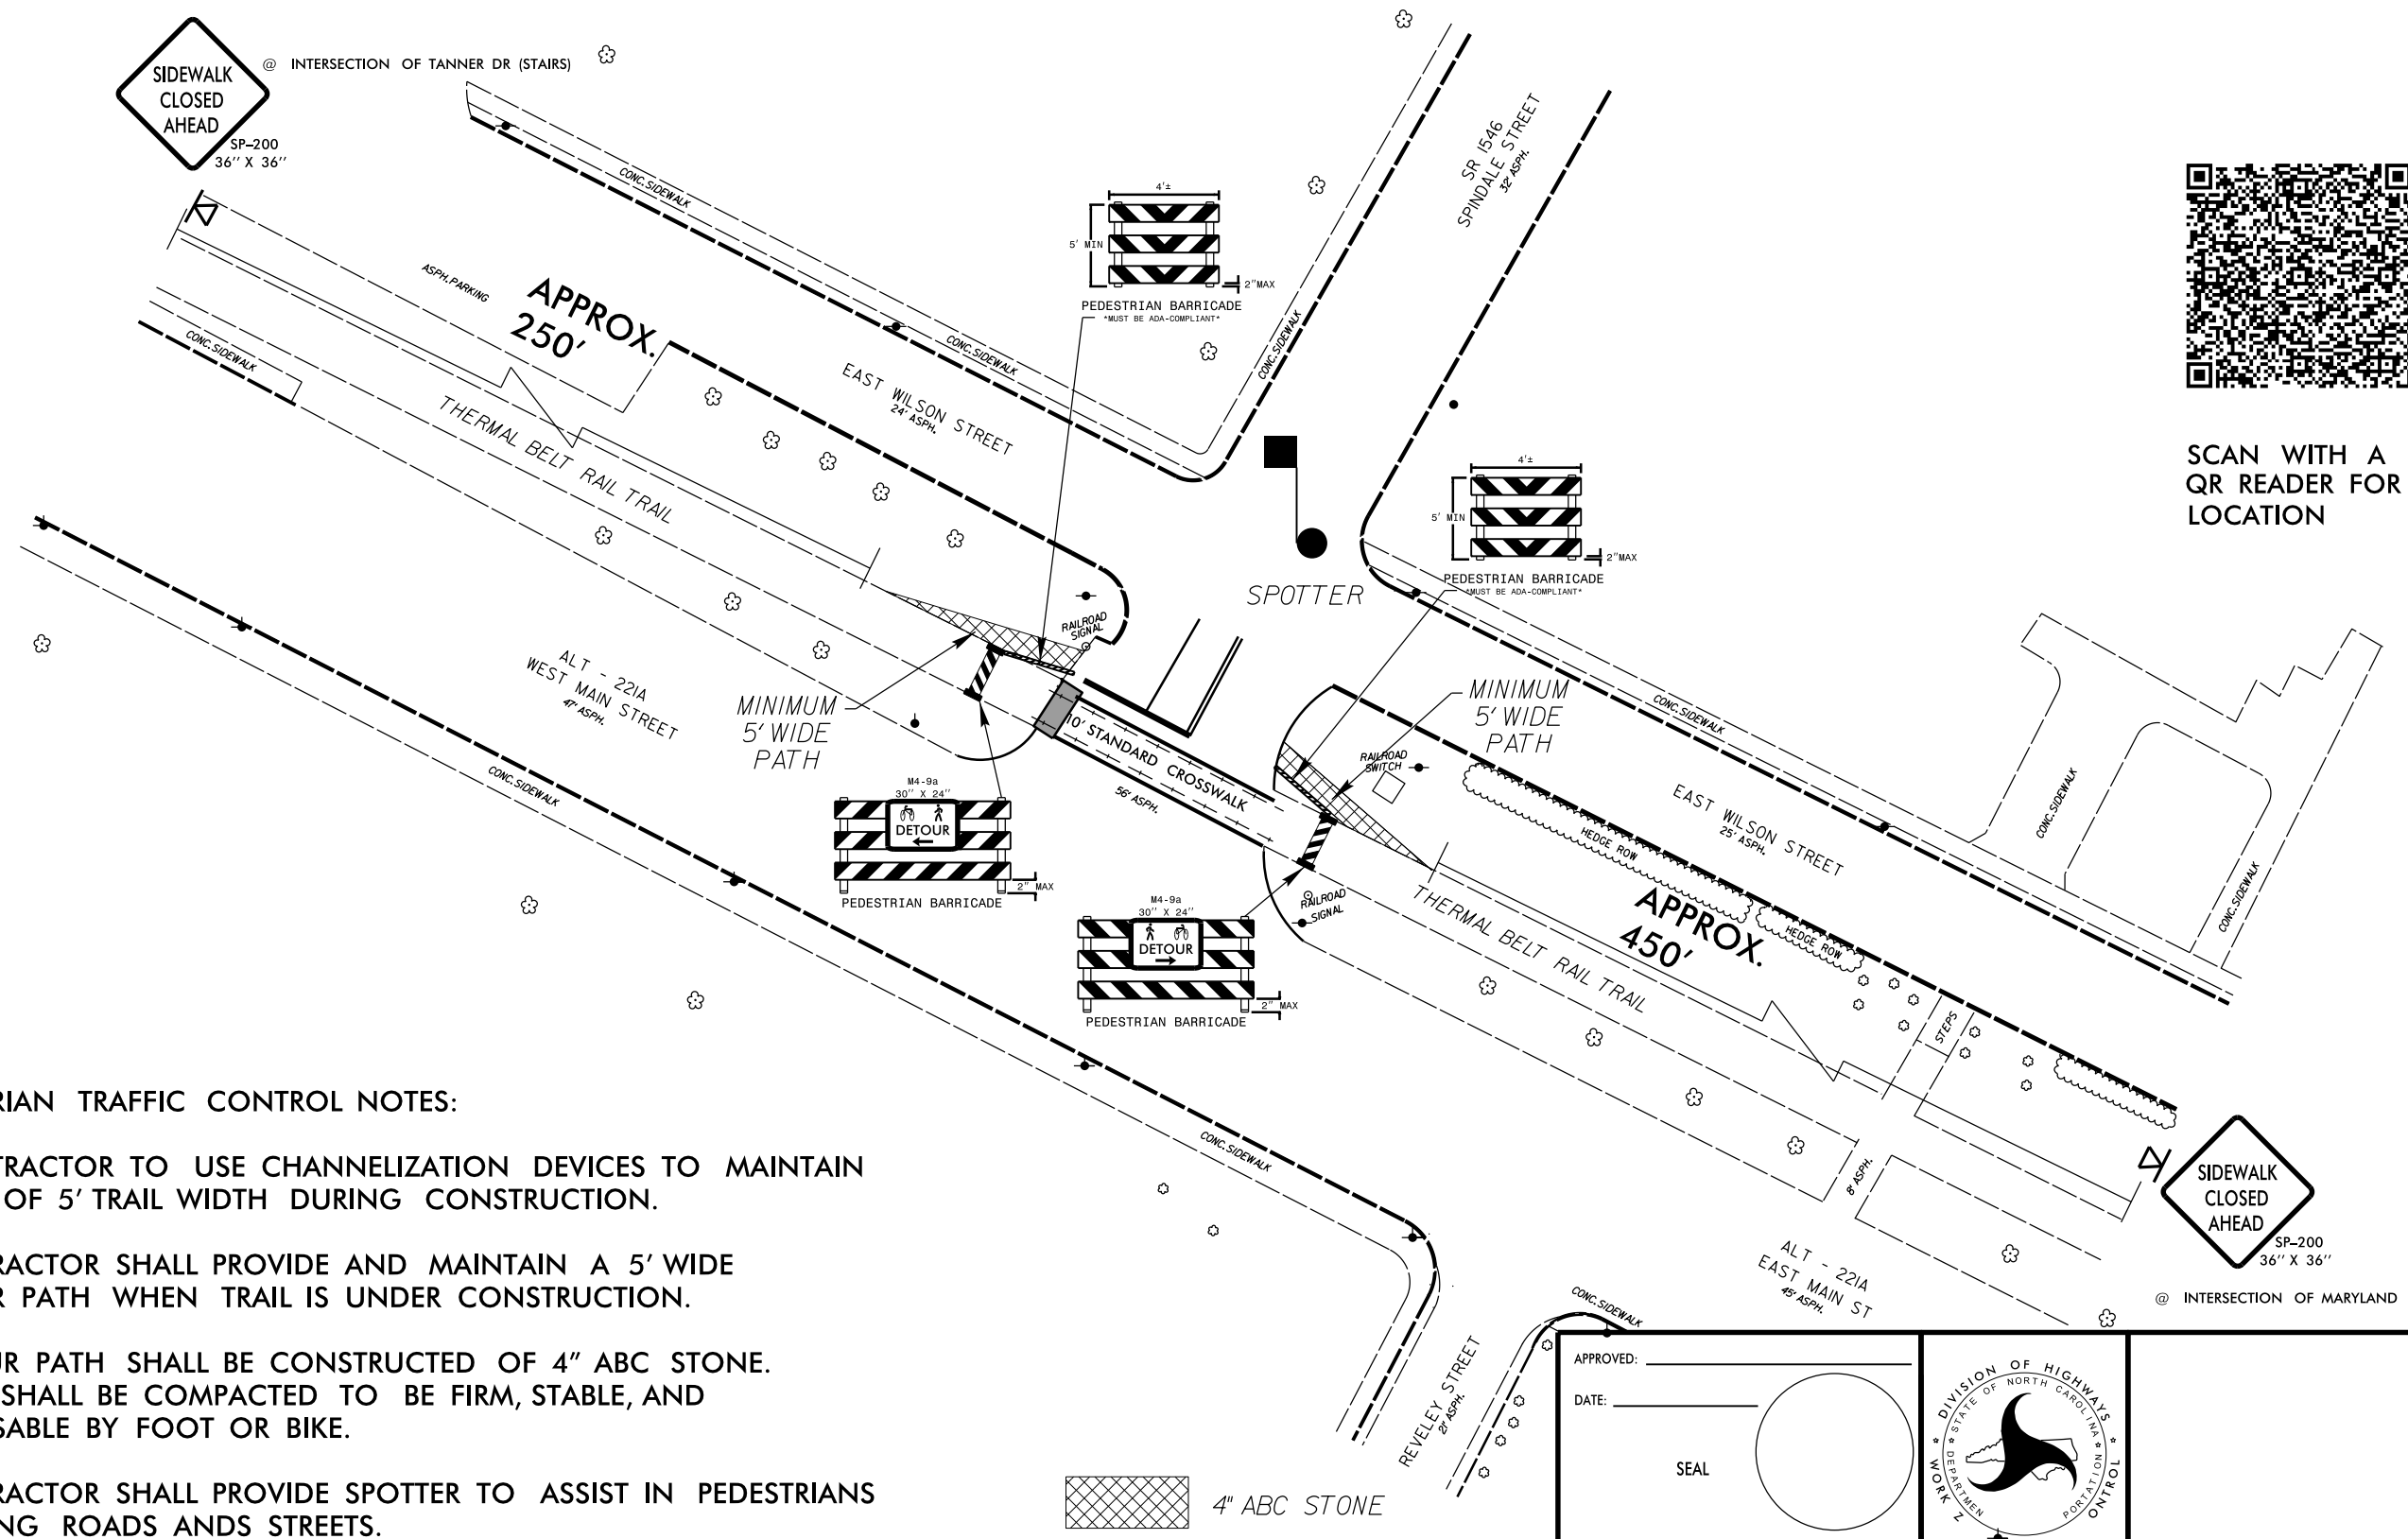 SIDEWALK
CLOSED
AHEAD
SP-200
36'' X 36''
@ INTERSECTION OF TANNER DR (STAIRS)
CONC. SIDEWALK
SR 1546
SPINDALE STREET
32' ASPH.
4'±
5' MIN
2"MAX
PEDESTRIAN BARRICADE
*MUST BE ADA-COMPLIANT*
ASPH. PARKING
APPROX.
250'
CONC. SIDEWALK
CONC. SIDEWALK
CONC. SIDEWALK
EAST WILSON STREET
24' ASPH.
THERMAL BELT RAIL TRAIL
SCAN WITH A
QR READER FOR
LOCATION
4'±
5' MIN
2"MAX
PEDESTRIAN BARRICADE
*MUST BE ADA-COMPLIANT*
SPOTTER
RAILROAD
SIGNAL
ALT - 221A
WEST MAIN STREET
47' ASPH.
MINIMUM
5' WIDE
PATH
MINIMUM
5' WIDE
PATH
RAILROAD
SWITCH
CONC. SIDEWALK
10' STANDARD CROSSWALK
56' ASPH.
CONC. SIDEWALK
M4-9a
30'' X 24''
DETOUR
2" MAX
PEDESTRIAN BARRICADE
HEDGE ROW
EAST WILSON STREET
25' ASPH.
CONC. SIDEWALK
CONC. SIDEWALK
M4-9a
30'' X 24''
DETOUR
2" MAX
PEDESTRIAN BARRICADE
RAILROAD
SIGNAL
THERMAL BELT RAIL TRAIL
APPROX.
450'
HEDGE ROW
STEPS
RIAN TRAFFIC CONTROL NOTES:
TRACTOR TO USE CHANNELIZATION DEVICES TO MAINTAIN
OF 5' TRAIL WIDTH DURING CONSTRUCTION.
RACTOR SHALL PROVIDE AND MAINTAIN A 5' WIDE
R PATH WHEN TRAIL IS UNDER CONSTRUCTION.
UR PATH SHALL BE CONSTRUCTED OF 4" ABC STONE.
SHALL BE COMPACTED TO BE FIRM, STABLE, AND
SABLE BY FOOT OR BIKE.
RACTOR SHALL PROVIDE SPOTTER TO ASSIST IN PEDESTRIANS
NG ROADS ANDS STREETS.
CONC. SIDEWALK
8' ASPH.
SIDEWALK
CLOSED
AHEAD
SP-200
36'' X 36''
@ INTERSECTION OF MARYLAND
ALT - 221A
EAST MAIN ST
45' ASPH.
CONC. SIDEWALK
REVELEY STREET
21' ASPH.
4" ABC STONE
APPROVED:
DATE:
SEAL
DIVISION OF HIGHWAYS
STATE OF NORTH CAROLINA
WORK Z
ONTROL
DEPARTMEN
PORTATION